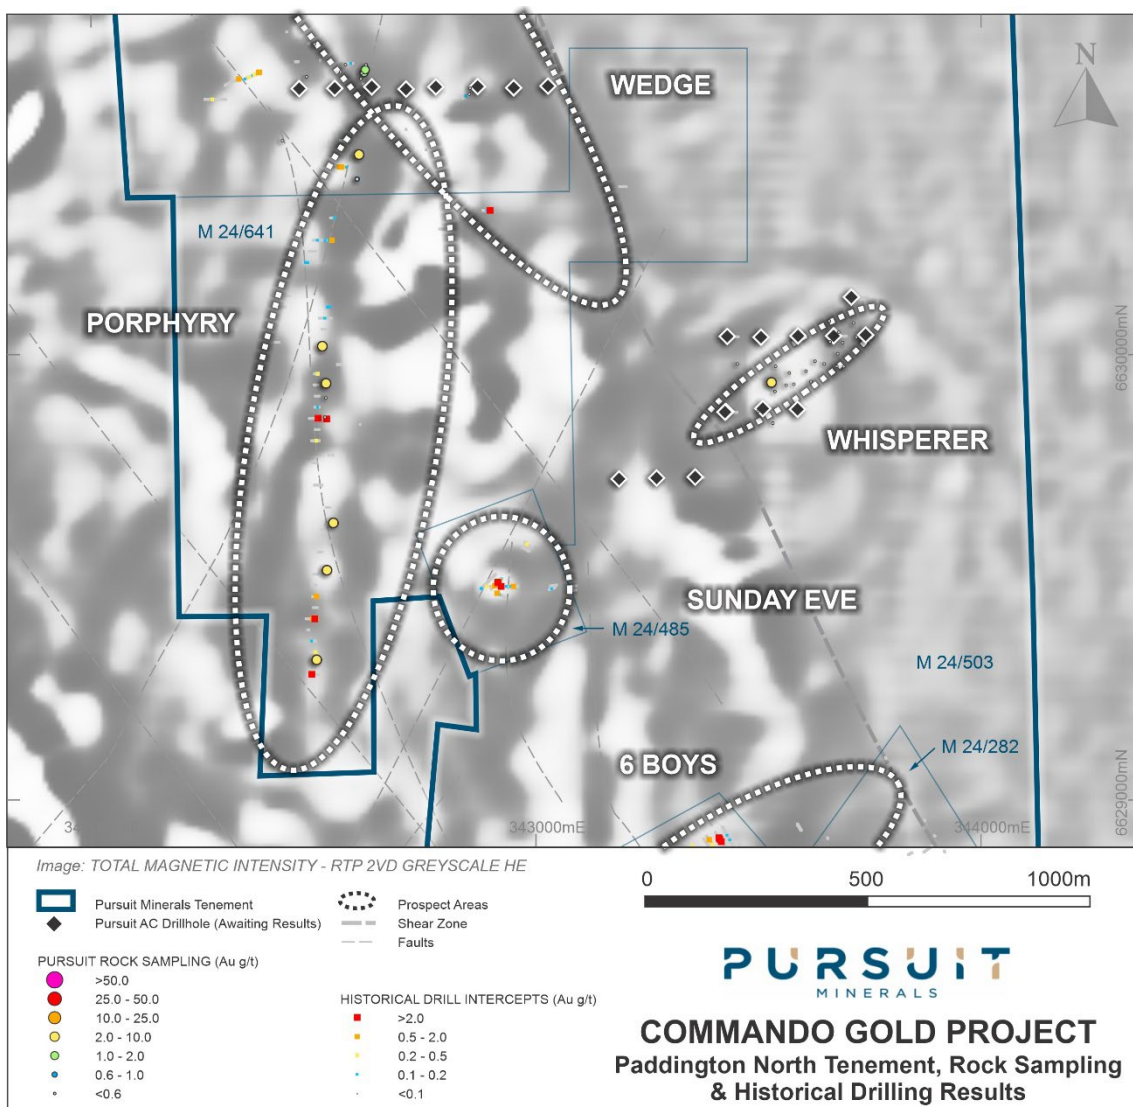 N
WEDGE
M 24/641
PORPHYRY
6630000mN
WHISPERER
SUNDAY EVE
M 24/485
M 24/503
M 24/282
6 BOYS
343000mE
344000mE
6629000mN
Image: TOTAL MAGNETIC INTENSITY - RTP 2VD GREYSCALE HE
Pursuit Minerals Tenement
Pursuit AC Drillhole (Awaiting Results)
Prospect Areas
Shear Zone
Faults
PURSUIT ROCK SAMPLING (Au g/t)
>50.0
25.0 - 50.0
10.0 - 25.0
2.0 - 10.0
1.0 - 2.0
0.6 - 1.0
<0.6
HISTORICAL DRILL INTERCEPTS (Au g/t)
>2.0
0.5 - 2.0
0.2 - 0.5
0.1 - 0.2
<0.1
0 500 1000m
PURSUIT
MINERALS
COMMANDO GOLD PROJECT
Paddington North Tenement, Rock Sampling
& Historical Drilling Results